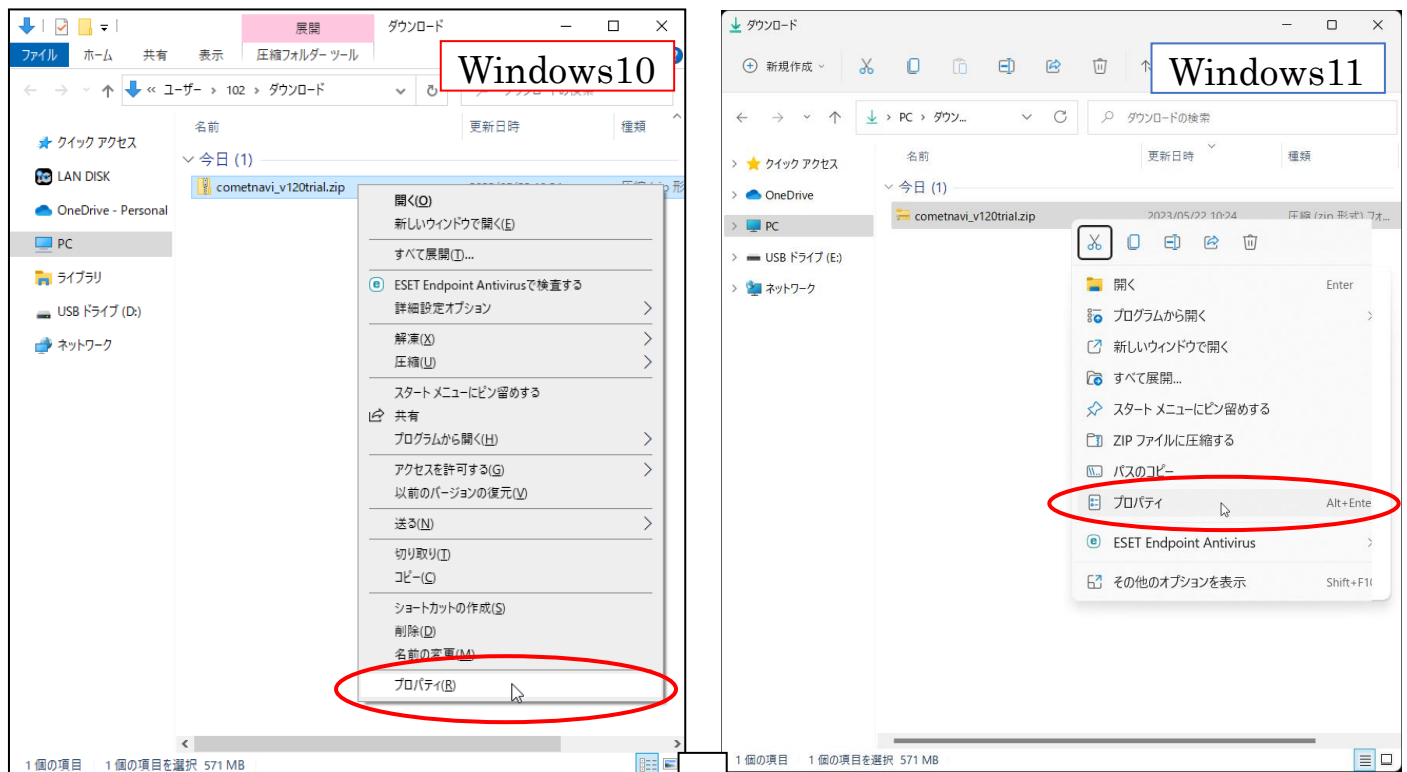 展開
ダウンロード
ファイル
ホーム
共有
表示
圧縮フォルダー ツール
Windows10
« ユーザー › 102 › ダウンロード
名前
更新日時
種類
クイック アクセス
LAN DISK
OneDrive - Personal
PC
ライブラリ
USB ドライブ (D:)
ネットワーク
今日 (1)
cometnavi_v120trial.zip
開く(O)
新しいウィンドウで開く(E)
すべて展開(T)...
ESET Endpoint Antivirusで検査する
詳細設定オプション
解凍(X)
圧縮(U)
スタート メニューにピン留めする
共有
プログラムから開く(H)
アクセスを許可する(G)
以前のバージョンの復元(V)
送る(N)
切り取り(T)
コピー(C)
ショートカットの作成(S)
削除(D)
名前の変更(M)
プロパティ(R)
1 個の項目
1 個の項目を選択 571 MB
ダウンロード
新規作成
Windows11
› PC › ダウン...
ダウンロードの検索
名前
更新日時
種類
クイック アクセス
OneDrive
PC
USB ドライブ (E:)
ネットワーク
今日 (1)
cometnavi_v120trial.zip
2023/05/22 10:24
圧縮 (zip 形式) フォ...
開く
Enter
プログラムから開く
新しいウィンドウで開く
すべて展開...
スタート メニューにピン留めする
ZIP ファイルに圧縮する
パスのコピー
プロパティ
Alt+Ente
ESET Endpoint Antivirus
その他のオプションを表示
Shift+F1
1 個の項目
1 個の項目を選択 571 MB